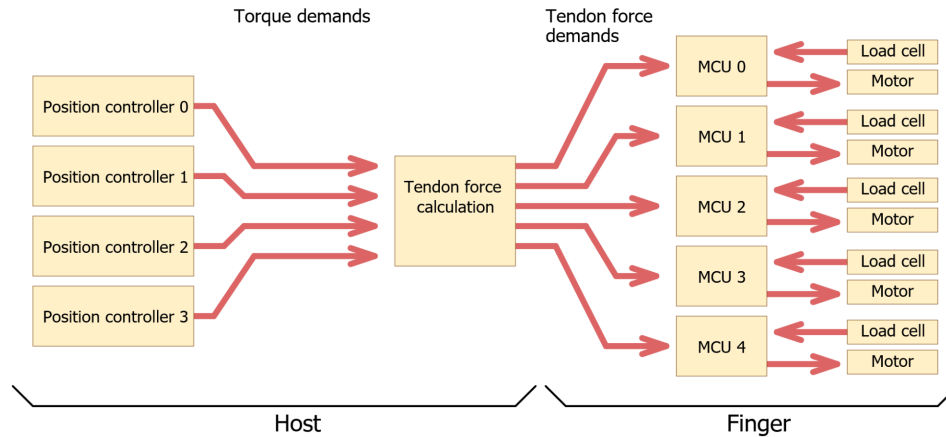 Torque demands
Tendon force
demands
Position controller 0
Position controller 1
Position controller 2
Position controller 3
Tendon force
calculation
MCU 0
Load cell
Motor
MCU 1
Load cell
Motor
MCU 2
Load cell
Motor
MCU 3
Load cell
Motor
MCU 4
Load cell
Motor
Host
Finger